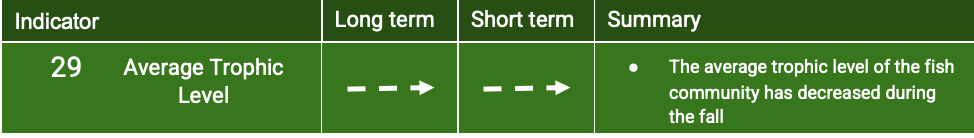 Indicator Long term Short term Summary
29 Average Trophic Level
● The average trophic level of the fish
community has decreased during
the fall